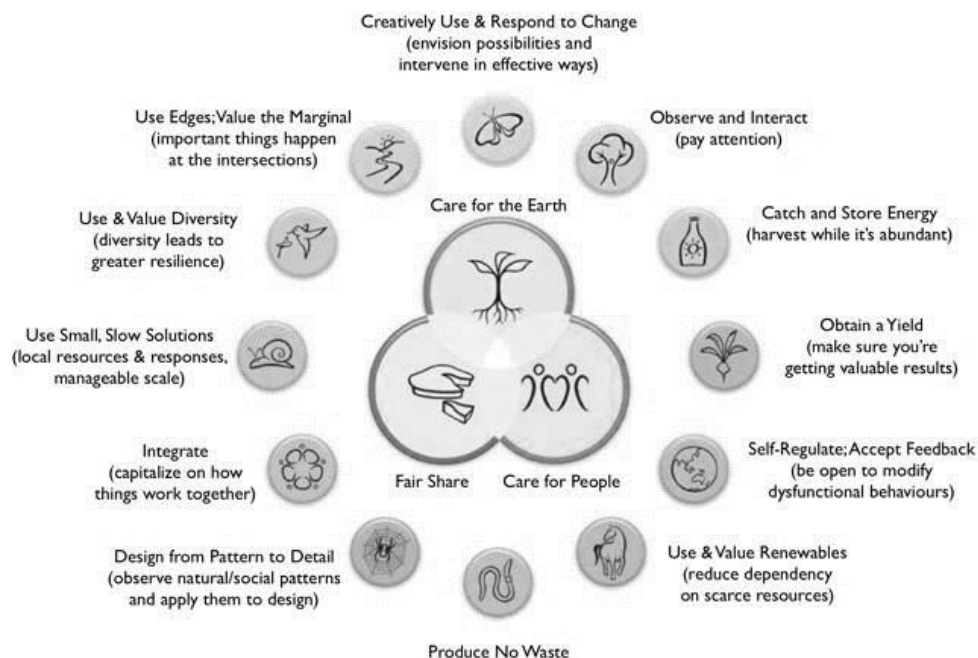 Creatively Use & Respond to Change
(envision possibilities and
intervene in effective ways)
Observe and Interact
(pay attention)
Catch and Store Energy
(harvest while it's abundant)
Obtain a Yield
(make sure you're
getting valuable results)
Self-Regulate; Accept Feedback
(be open to modify
dysfunctional behaviours)
Use & Value Renewables
(reduce dependency
on scarce resources)
Produce No Waste
Design from Pattern to Detail
(observe natural/social patterns
and apply them to design)
Integrate
(capitalize on how
things work together)
Use Small, Slow Solutions
(local resources & responses,
manageable scale)
Use & Value Diversity
(diversity leads to
greater resilience)
Use Edges; Value the Marginal
(important things happen
at the intersections)
Care for the Earth
Fair Share
Care for People